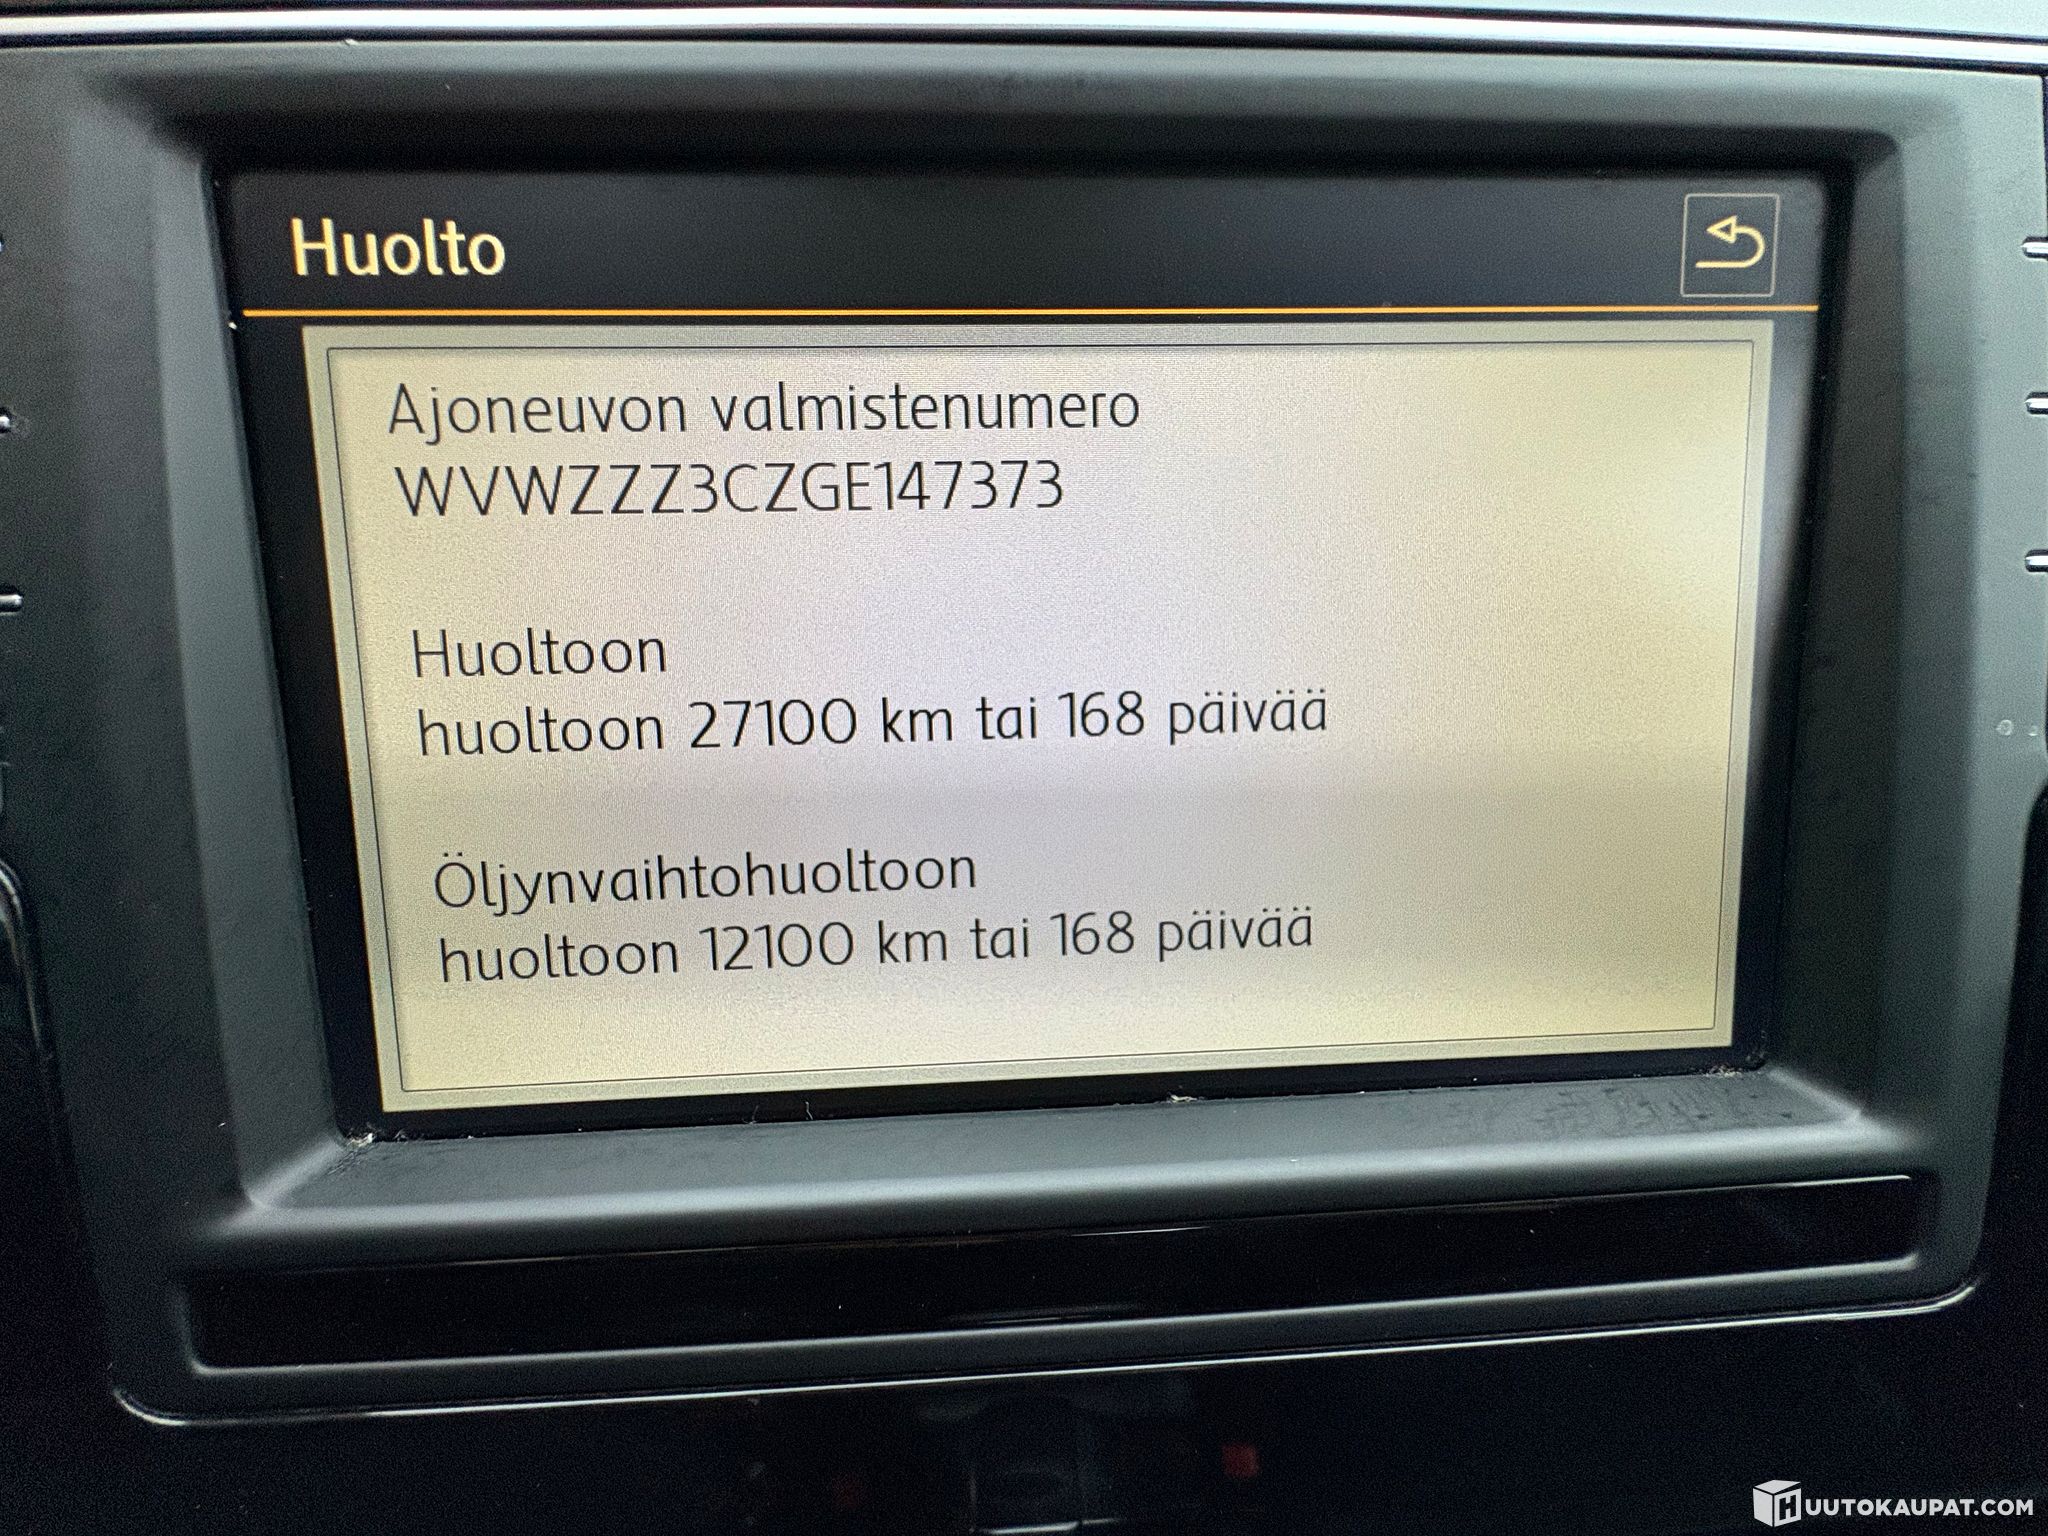 Huolto
Ajoneuvon valmistenumero
WVWZZZ3CZGE147373
Huoltoon
huoltoon 27100 km tai 168 päivää
Öljynvaihtohuoltoon
huoltoon 12100 km tai 168 päivää
HUUTOKAUPAT.COM